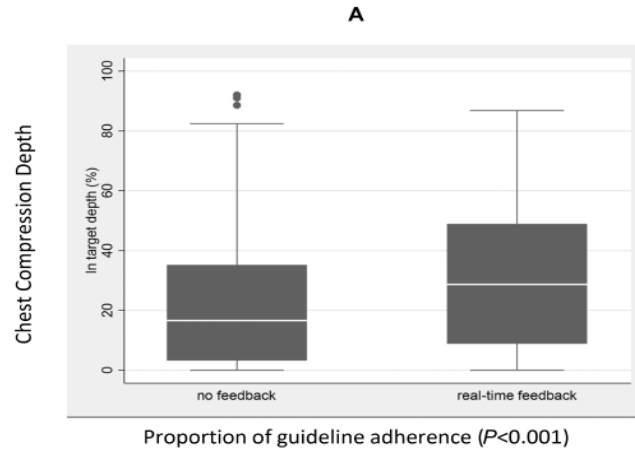 A
Chest Compression Depth
In target depth (%)
100
80
60
40
20
0
no feedback real-time feedback
Proportion of guideline adherence (P<0.001)